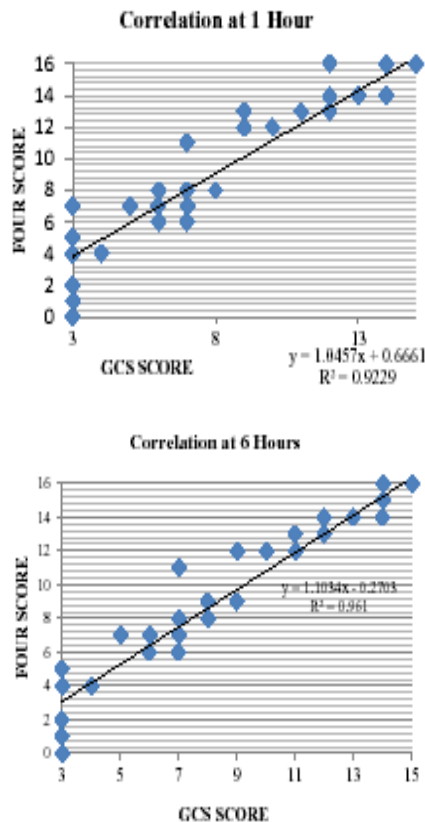 Correlation at 1 Hour
16
14
12
10
8
6
4
2
0
FOUR SCORE
3 8 13
GCS SCORE
y = 1.0457x + 0.6661
R² = 0.9229
Correlation at 6 Hours
16
14
12
10
8
6
4
2
0
FOUR SCORE
y = 1.1034x - 0.2703
R² = 0.961
3 5 7 9 11 13 15
GCS SCORE